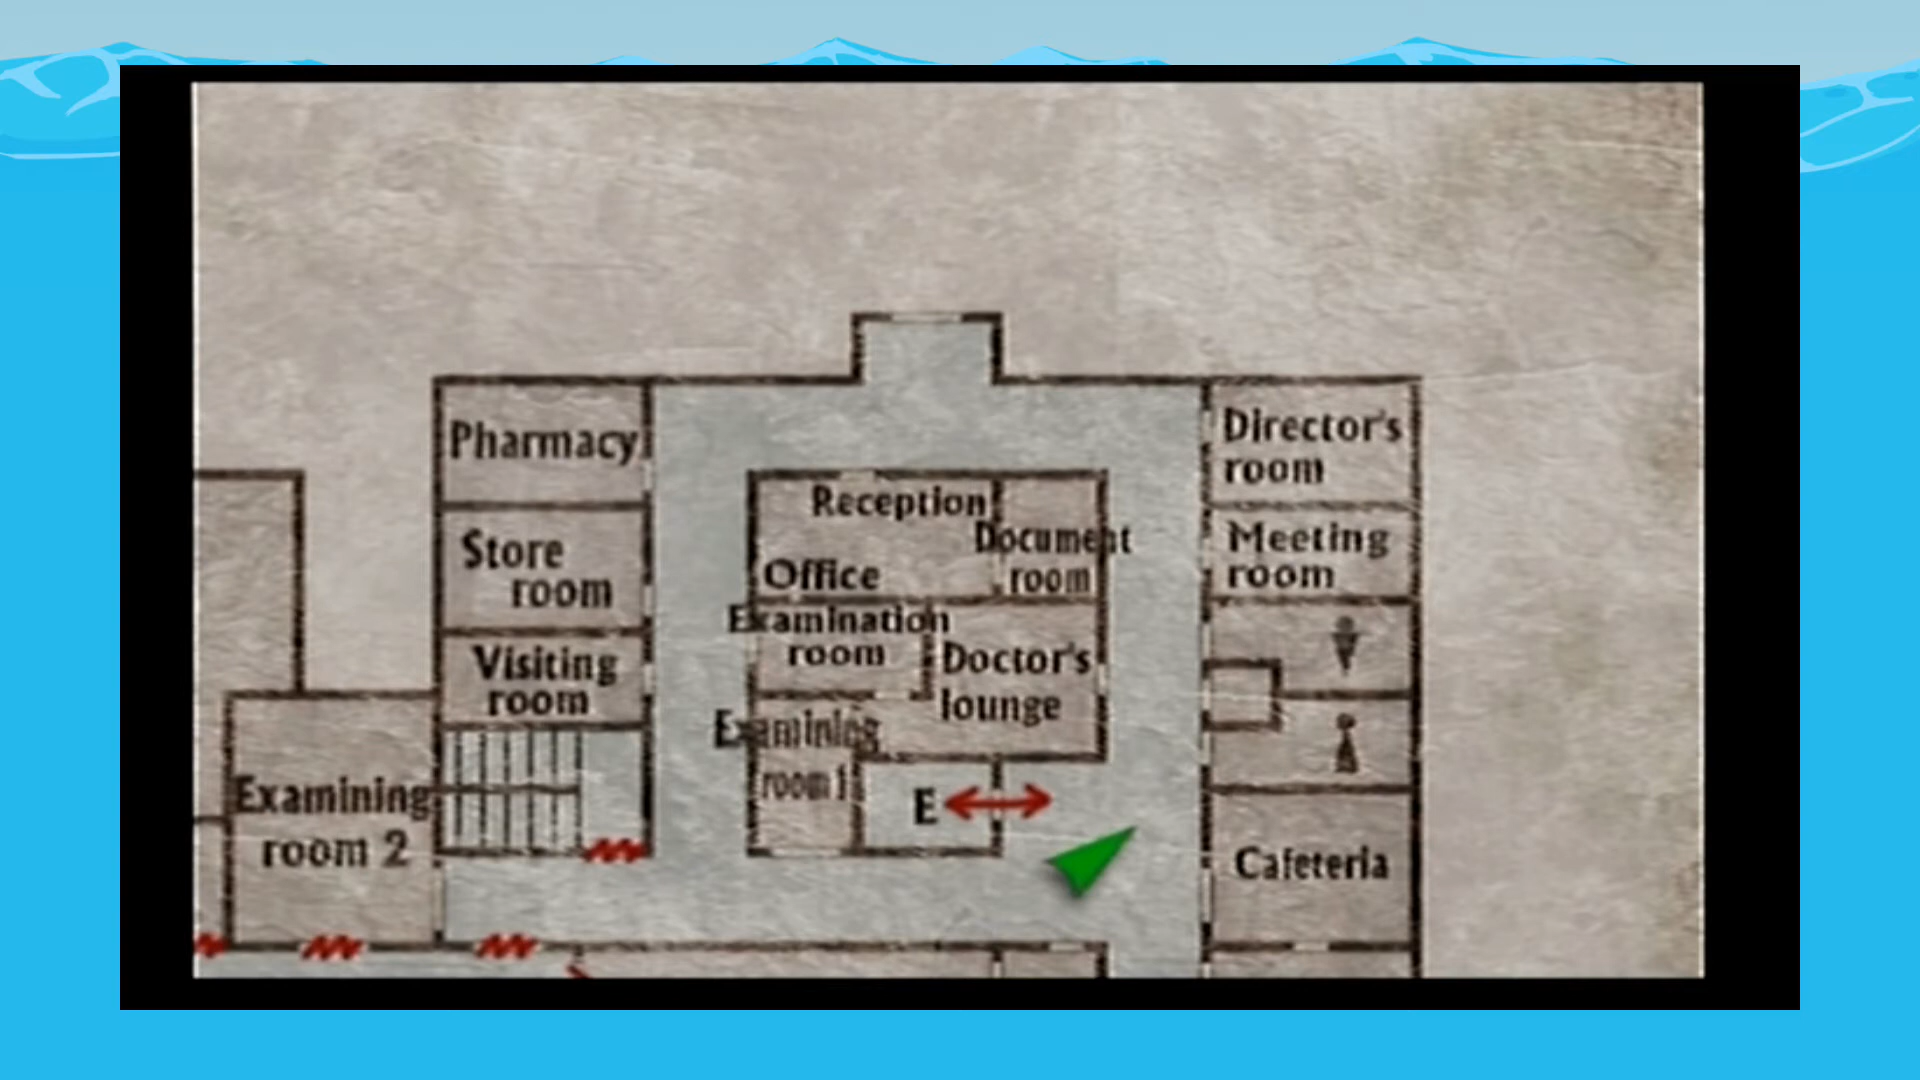 Pharmacy
Store
room
Visiting
room
Examining
room 2
Reception
Office
Document
room
Examination
room
Doctor's
lounge
Examining
room 1
E
Director's
room
Meeting
room
Cafeteria